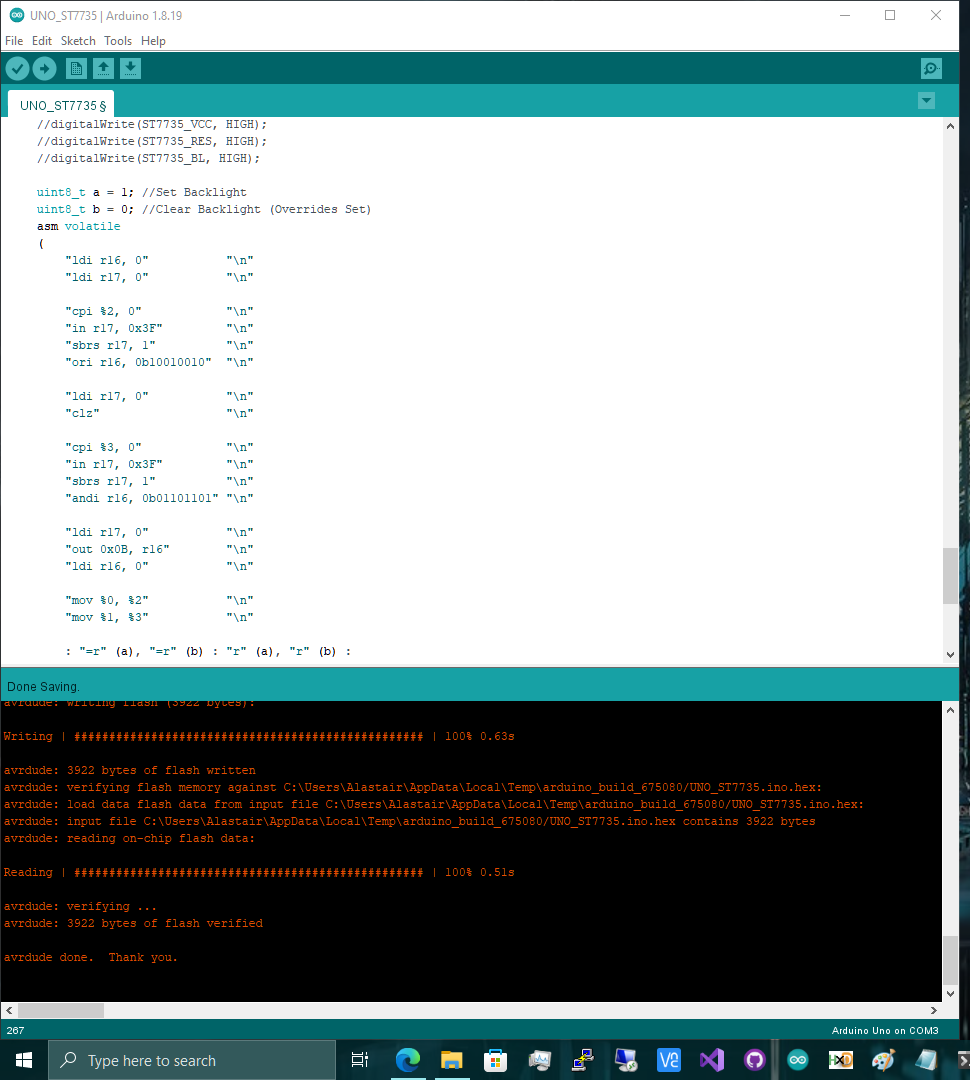 UNO_ST7735 | Arduino 1.8.19
File Edit Sketch Tools Help
UNO_ST7735 §
//digitalWrite(ST7735_VCC, HIGH);
//digitalWrite(ST7735_RES, HIGH);
//digitalWrite(ST7735_BL, HIGH);
uint8_t a = 1; //Set Backlight
uint8_t b = 0; //Clear Backlight (Overrides Set)
asm volatile
(
"ldi r16, 0" "\n"
"ldi r17, 0" "\n"
"cpi %2, 0" "\n"
"in r17, 0x3F" "\n"
"sbrs r17, 1" "\n"
"ori r16, 0b10010010" "\n"
"ldi r17, 0" "\n"
"clz" "\n"
"cpi %3, 0" "\n"
"in r17, 0x3F" "\n"
"sbrs r17, 1" "\n"
"andi r16, 0b01101101" "\n"
"ldi r17, 0" "\n"
"out 0x0B, r16" "\n"
"ldi r16, 0" "\n"
"mov %0, %2" "\n"
"mov %1, %3" "\n"
: "=r" (a), "=r" (b) : "r" (a), "r" (b) :
Done Saving.
avrdude: writing flash (3922 bytes):
Writing | ################################################## | 100% 0.63s
avrdude: 3922 bytes of flash written
avrdude: verifying flash memory against C:\Users\Alastair\AppData\Local\Temp\arduino_build_675080/UNO_ST7735.ino.hex:
avrdude: load data flash data from input file C:\Users\Alastair\AppData\Local\Temp\arduino_build_675080/UNO_ST7735.ino.hex:
avrdude: input file C:\Users\Alastair\AppData\Local\Temp\arduino_build_675080/UNO_ST7735.ino.hex contains 3922 bytes
avrdude: reading on-chip flash data:
Reading | ################################################## | 100% 0.51s
avrdude: verifying ...
avrdude: 3922 bytes of flash verified
avrdude done.  Thank you.
267
Arduino Uno on COM3
Type here to search